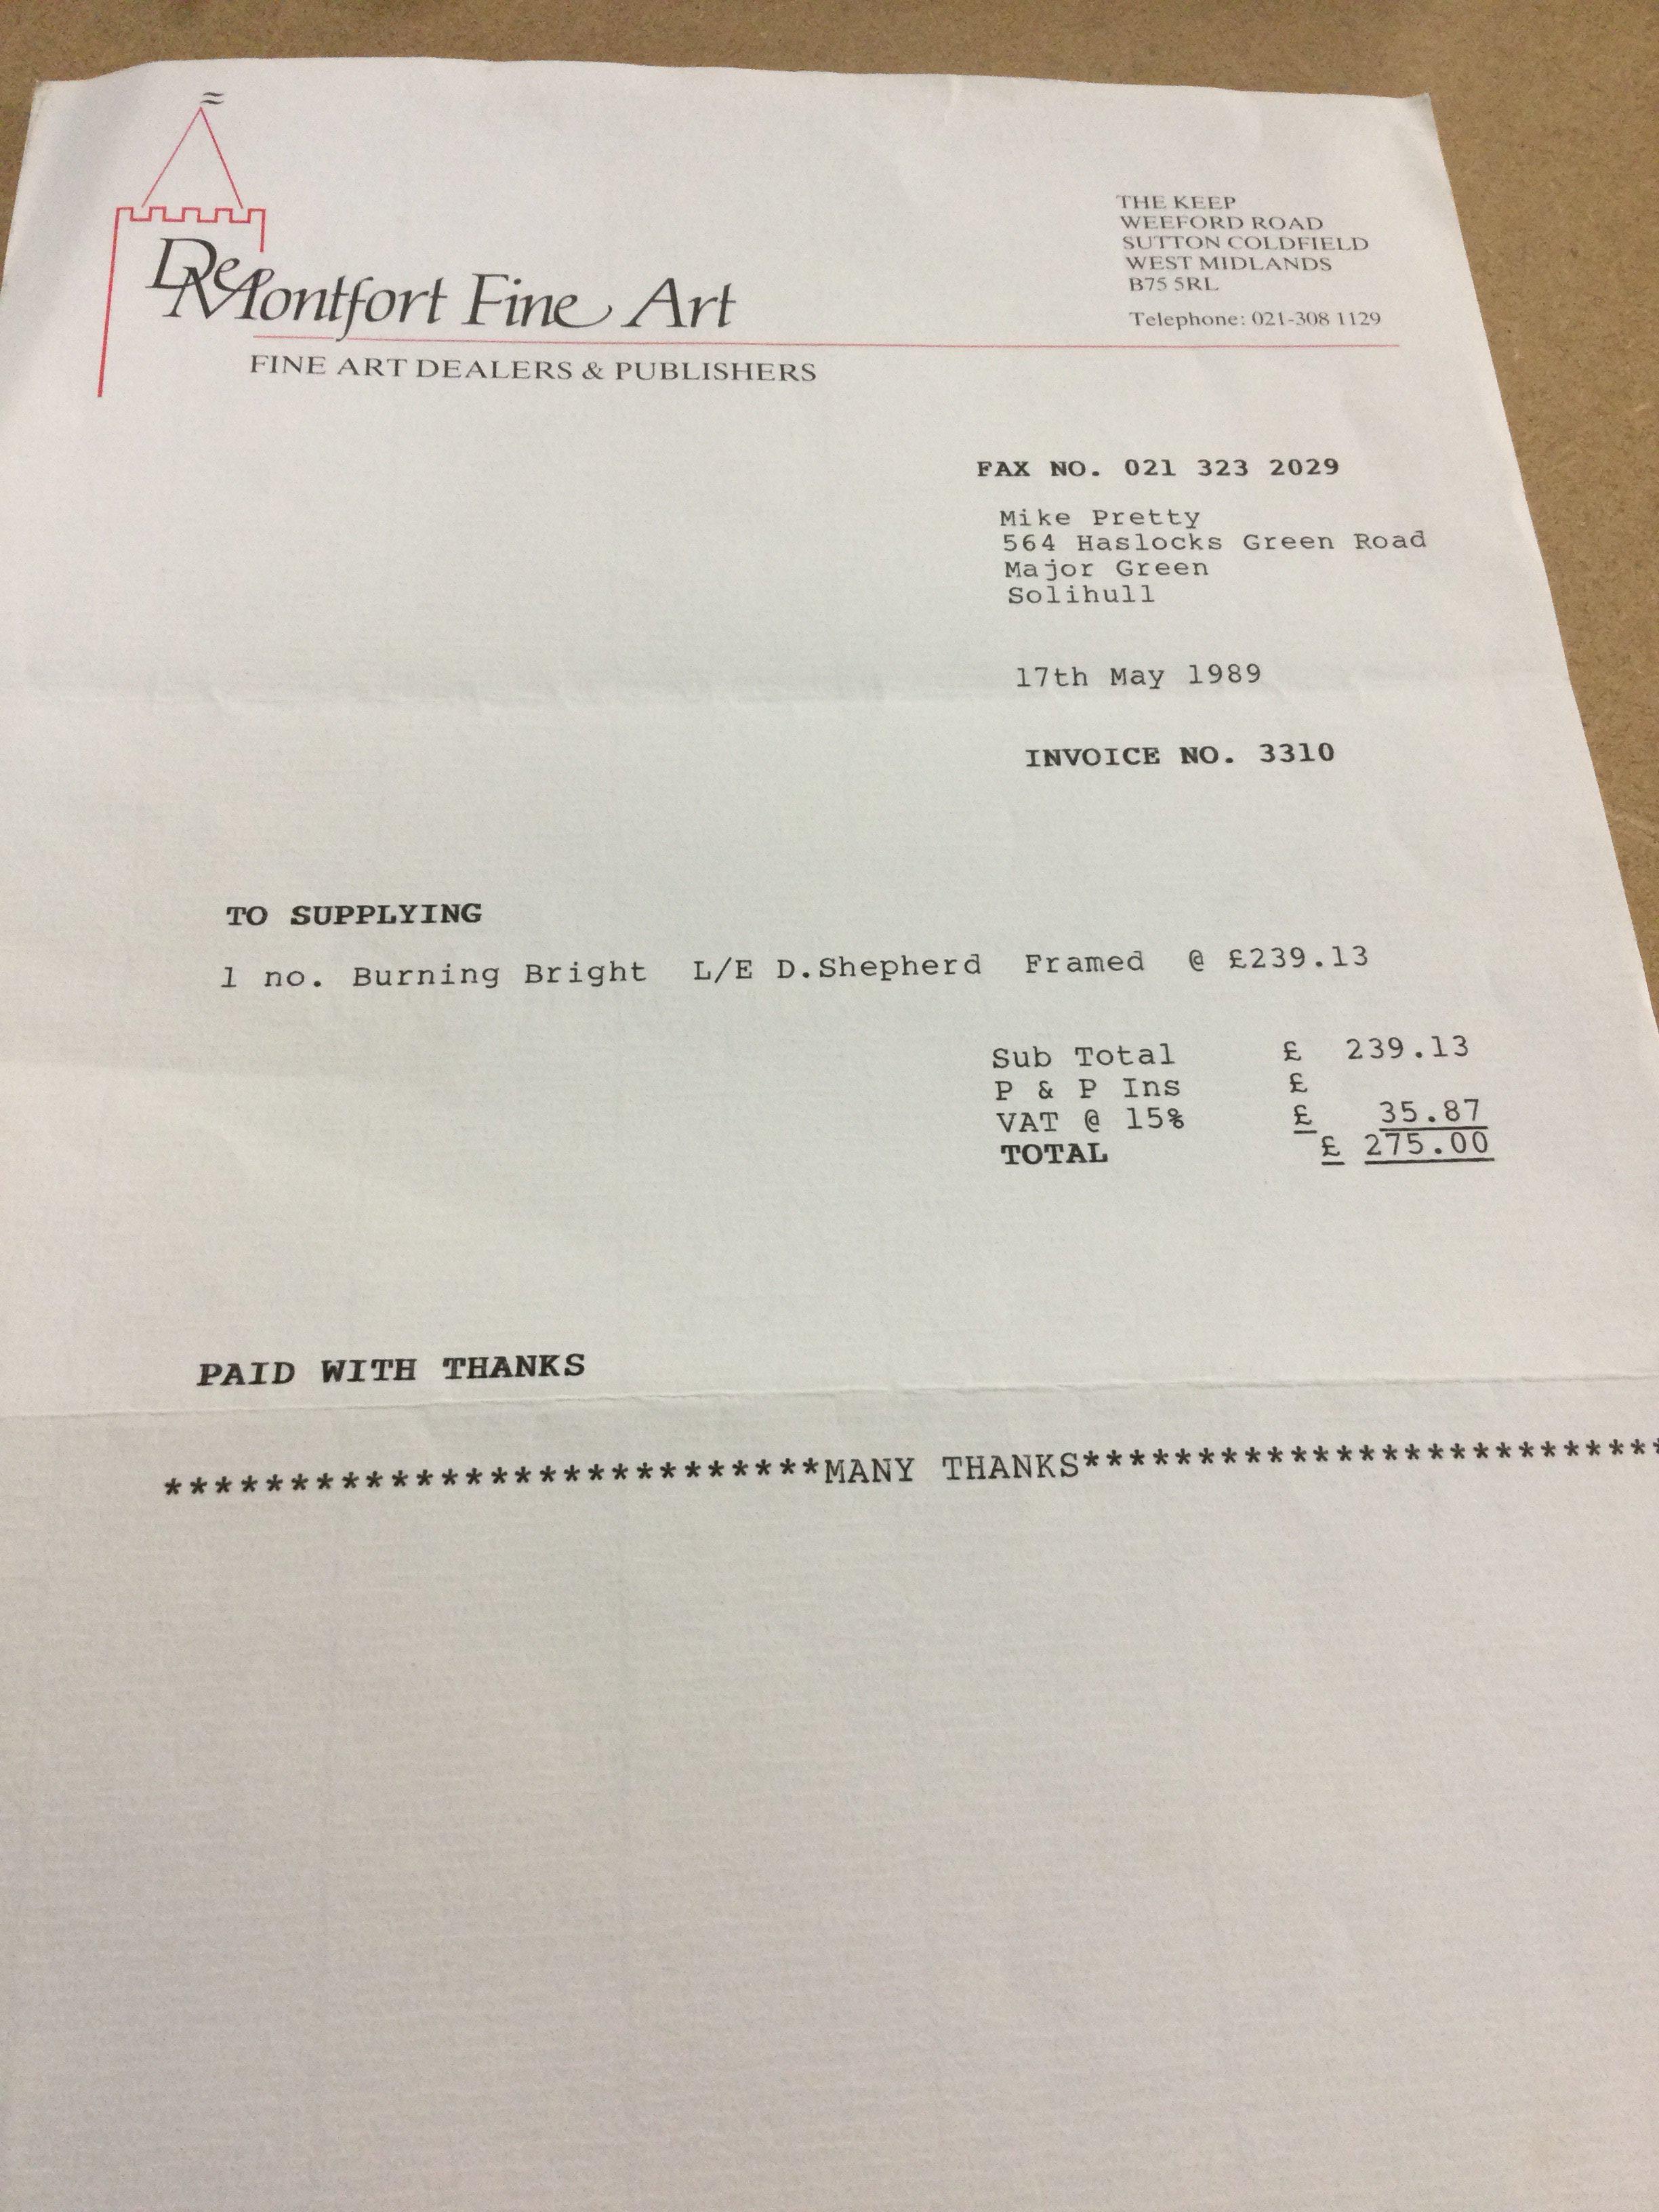 DeMontfort Fine Art
FINE ART DEALERS & PUBLISHERS
THE KEEP
WEEFORD ROAD
SUTTON COLDFIELD
WEST MIDLANDS
B75 5RL
Telephone: 021-308 1129
FAX NO. 021 323 2029
Mike Pretty
564 Haslocks Green Road
Major Green
Solihull
17th May 1989
INVOICE NO. 3310
TO SUPPLYING
1 no. Burning Bright L/E D.Shepherd Framed @ £239.13
Sub Total £ 239.13
P & P Ins £
VAT @ 15% £ 35.87
TOTAL £ 275.00
PAID WITH THANKS
**************************MANY THANKS*************************